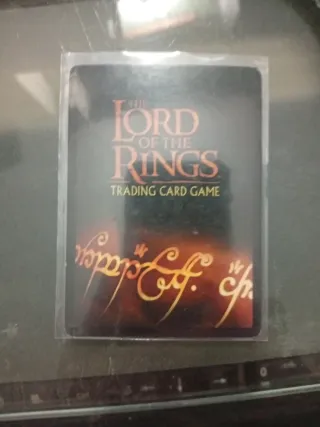 THE
LORD
OF THE
RINGS
TRADING CARD GAME